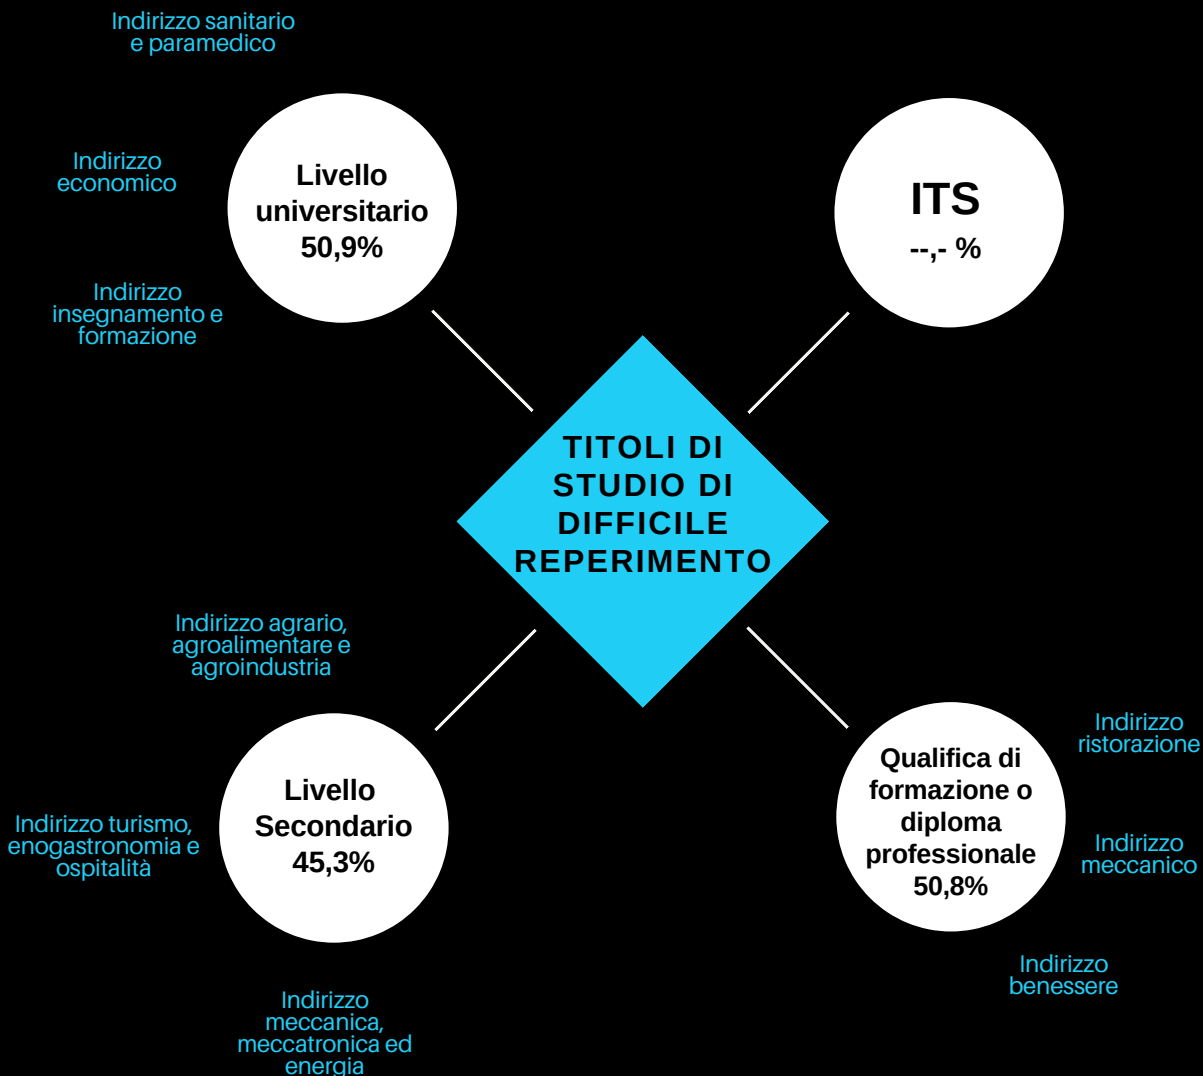 Indirizzo sanitario
e paramedico
Indirizzo
economico
Livello
universitario
50,9%
Indirizzo
insegnamento e
formazione
ITS
--,- %
TITOLI DI
STUDIO DI
DIFFICILE
REPERIMENTO
Indirizzo agrario,
agroalimentare e
agroindustria
Livello
Secondario
45,3%
Indirizzo turismo,
enogastronomia e
ospitalità
Indirizzo
meccanica,
meccatronica ed
energia
Qualifica di
formazione o
diploma
professionale
50,8%
Indirizzo
ristorazione
Indirizzo
meccanico
Indirizzo
benessere